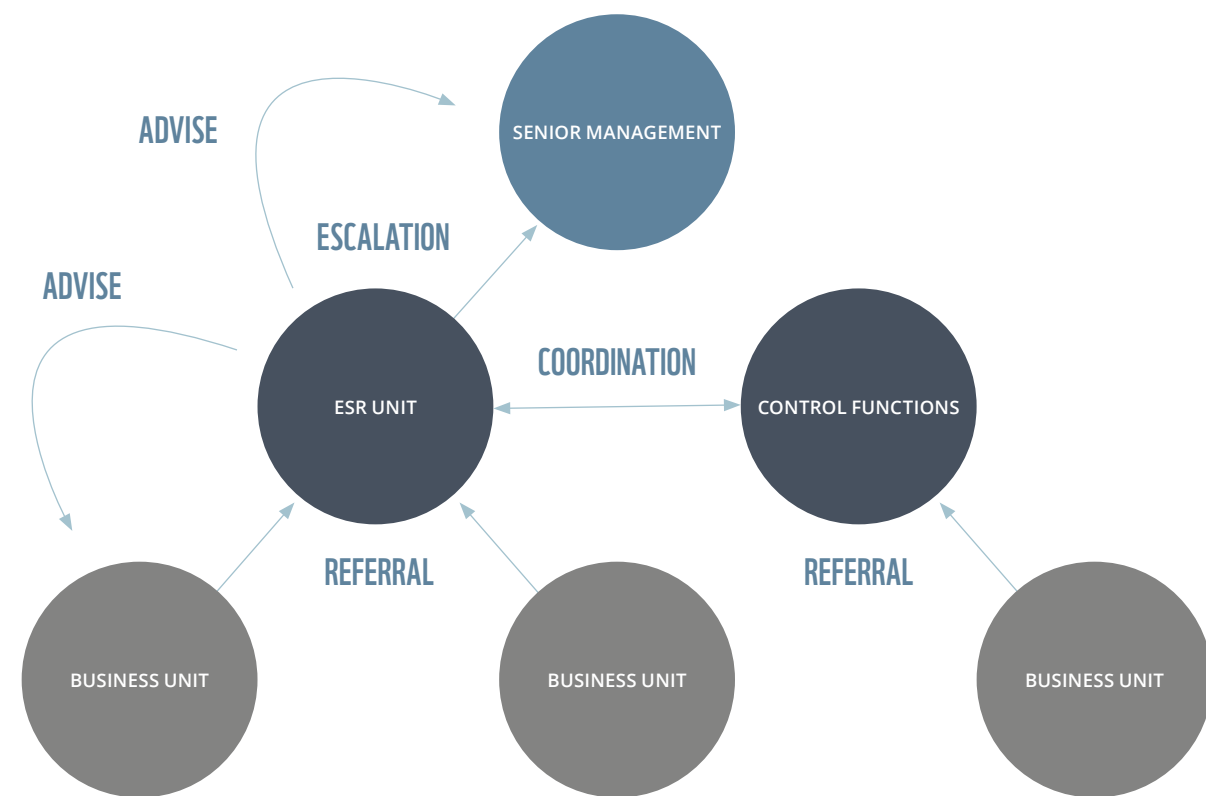 ADVISE
SENIOR MANAGEMENT
ESCALATION
ADVISE
COORDINATION
ESR UNIT
CONTROL FUNCTIONS
REFERRAL
REFERRAL
BUSINESS UNIT
BUSINESS UNIT
BUSINESS UNIT